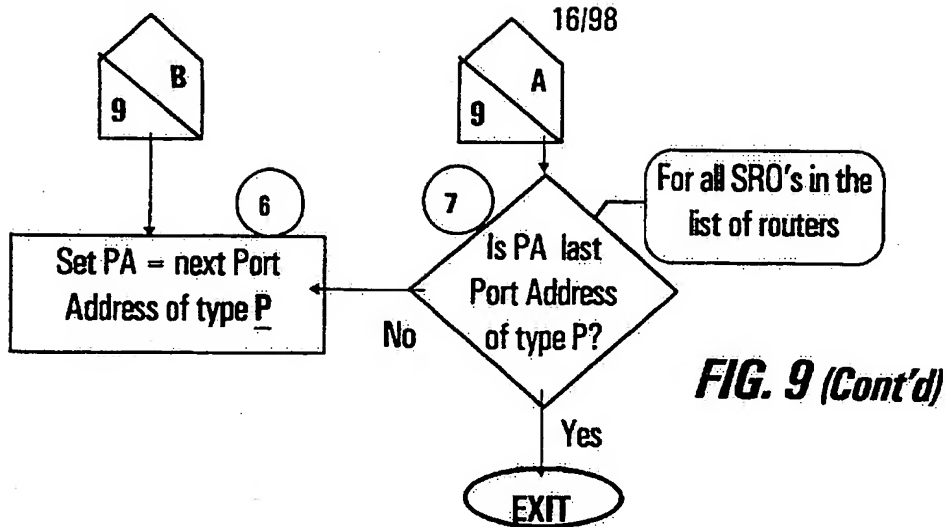 16/98
B
9
A
9
6
7
For all SRO's in the
list of routers
Set PA = next Port
Address of type P
Is PA last
Port Address
of type P?
No
FIG. 9 (Cont'd)
Yes
EXIT